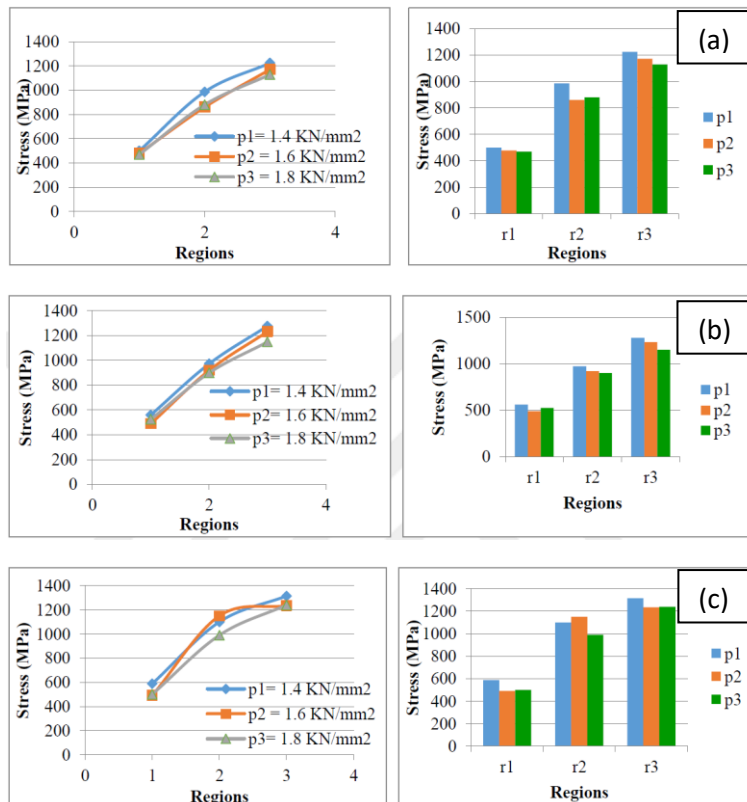 1400
1200
1000
800
600
400
200
0
Stress (MPa)
p1= 1.4 KN/mm2
p2 = 1.6 KN/mm2
p3 = 1.8 KN/mm2
0 2 4
Regions
(a)
1400
1200
1000
800
600
400
200
0
Stress (MPa)
p1
p2
p3
r1 r2 r3
Regions
1400
1200
1000
800
600
400
200
0
Stress (MPa)
p1= 1.4 KN/mm2
p2 = 1.6 KN/mm2
p3= 1.8 KN/mm2
0 2 4
Regions
(b)
1500
1000
500
0
Stress (MPa)
p1
p2
p3
r1 r2 r3
Regions
1400
1200
1000
800
600
400
200
0
Stress (MPa)
p1= 1.4 KN/mm2
p2 = 1.6 KN/mm2
p3= 1.8 KN/mm2
0 1 2 3 4
Regions
(c)
1400
1200
1000
800
600
400
200
0
Stress (MPa)
p1
p2
p3
r1 r2 r3
Regions